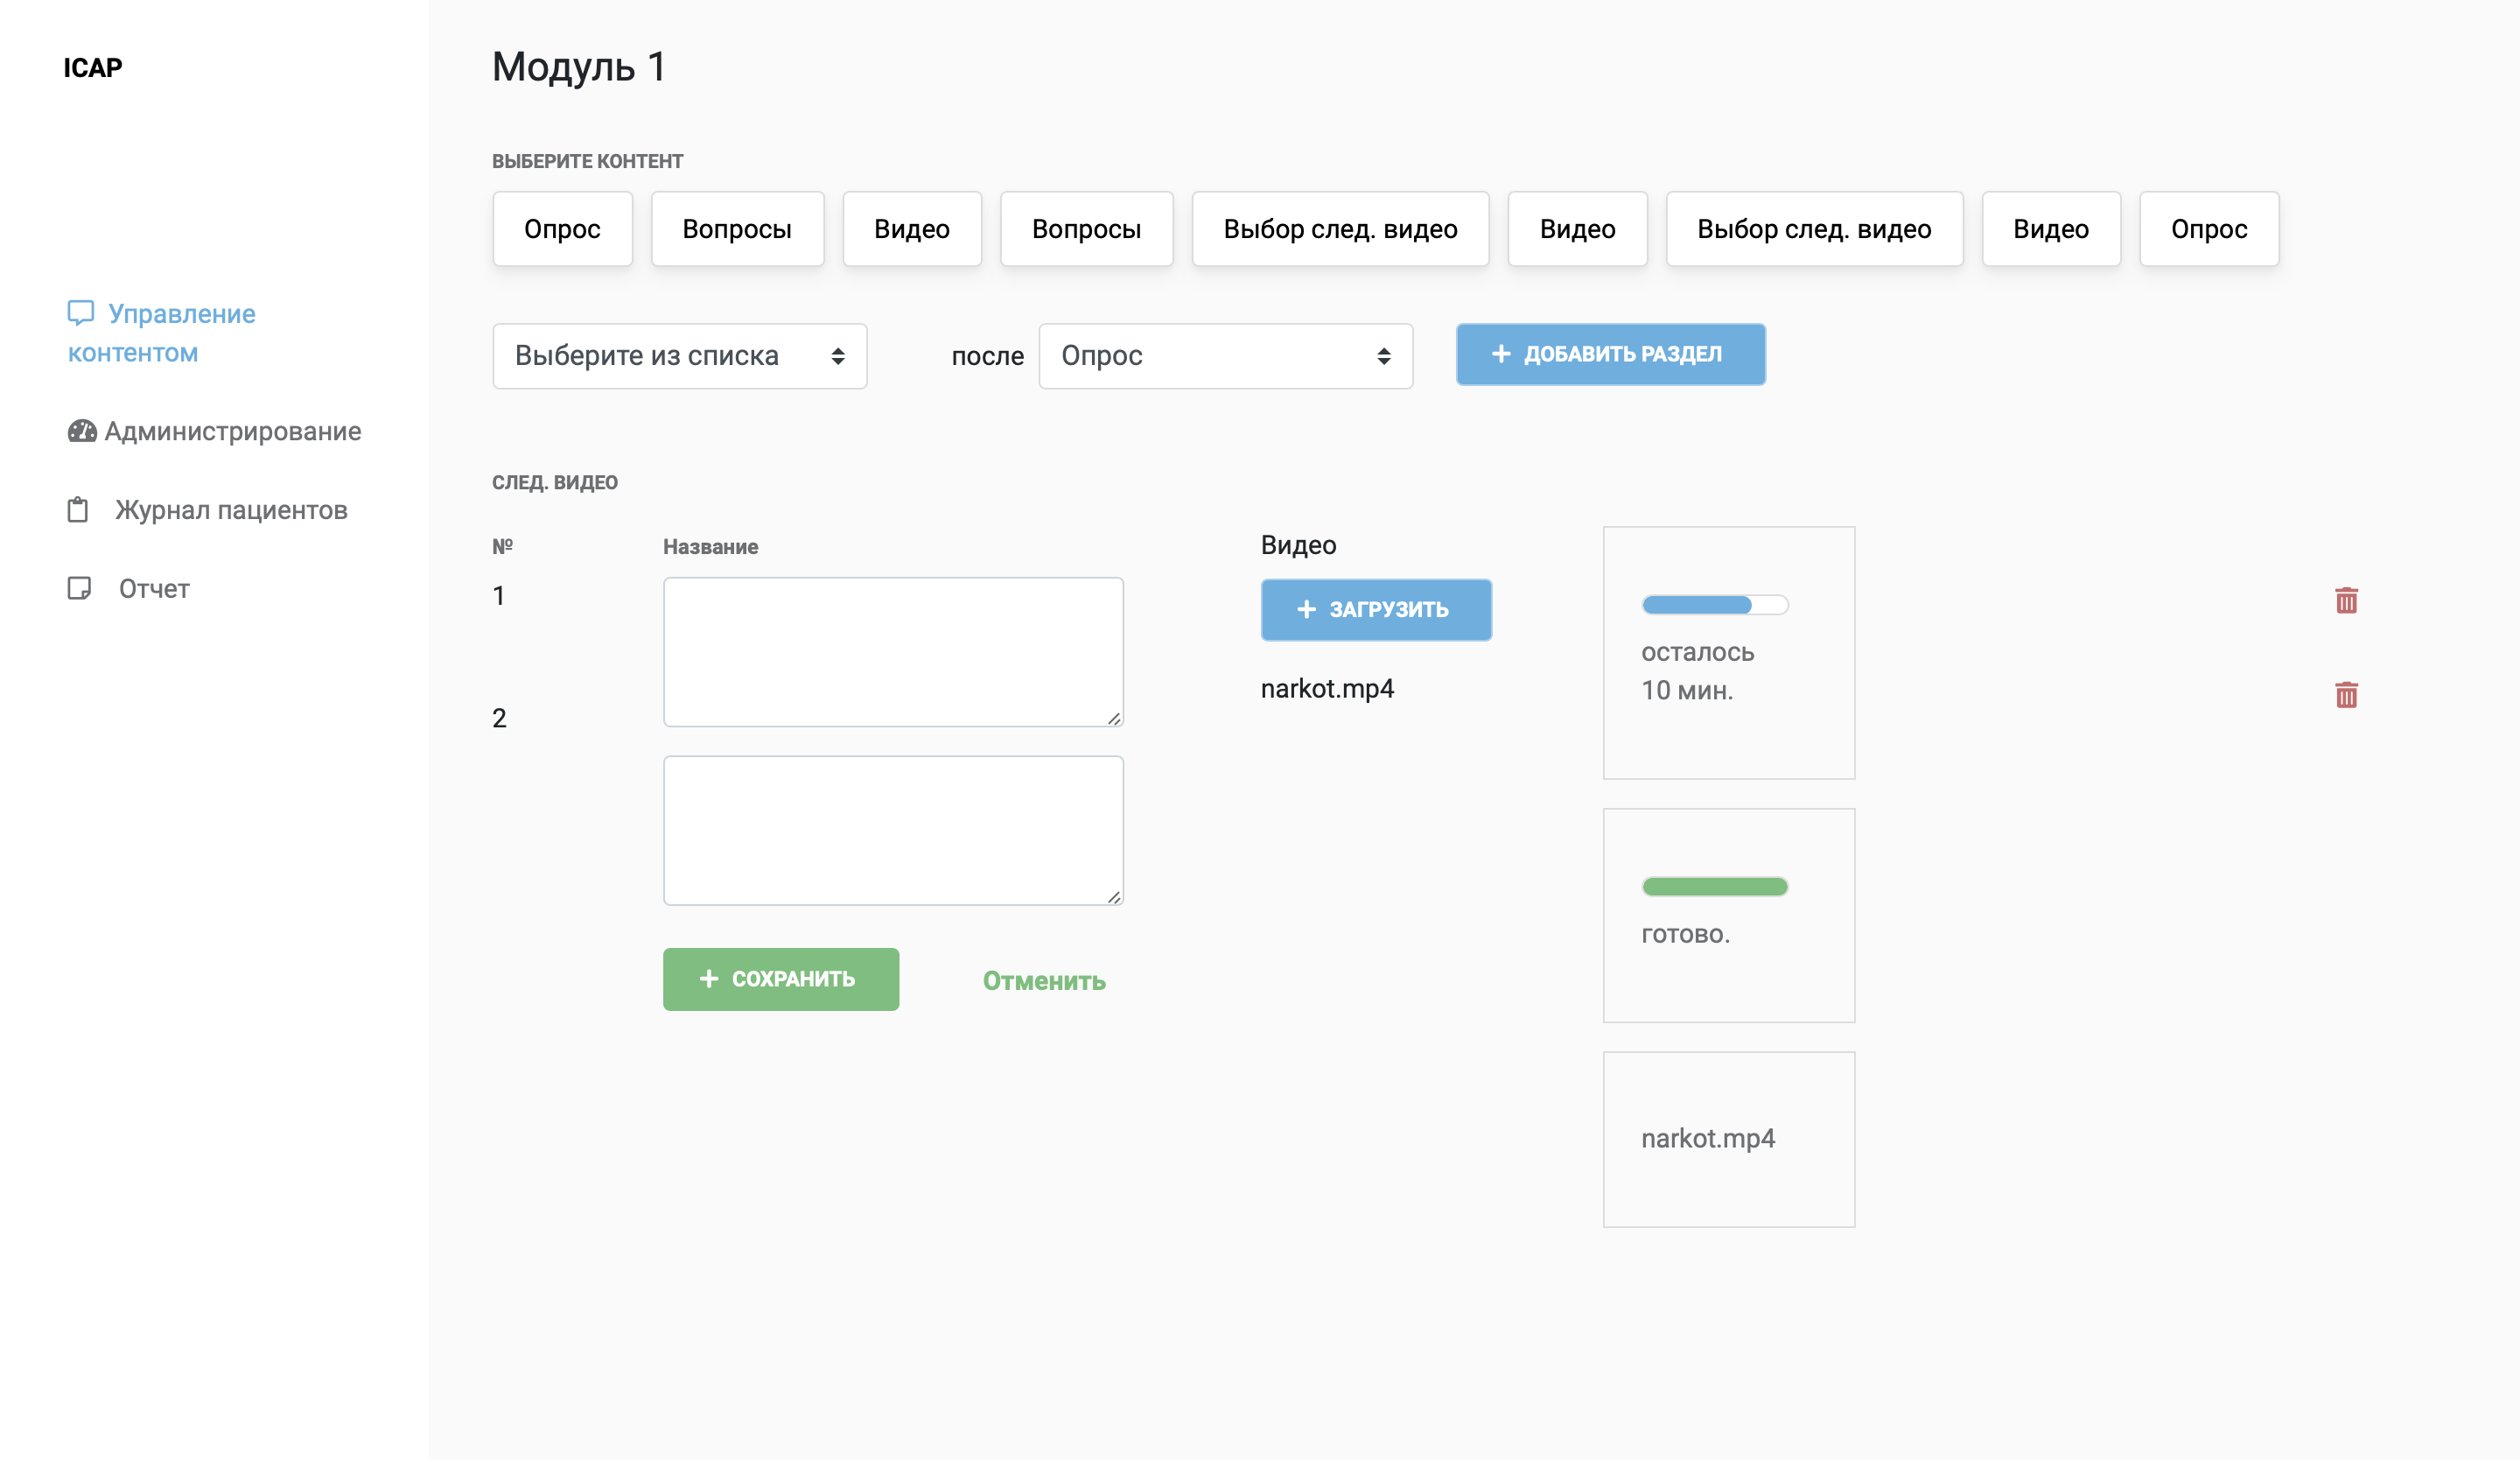 ICAP
Управление
контентом
Администрирование
Журнал пациентов
Отчет
Модуль 1
ВЫБЕРИТЕ КОНТЕНТ
Опрос Вопросы Видео Вопросы Выбор след. видео Видео Выбор след. видео Видео Опрос
Выберите из списка после Опрос + ДОБАВИТЬ РАЗДЕЛ
СЛЕД. ВИДЕО
№ Название Видео
1 + ЗАГРУЗИТЬ
осталось
10 мин.
2 narkot.mp4
готово.
+ СОХРАНИТЬ Отменить
narkot.mp4